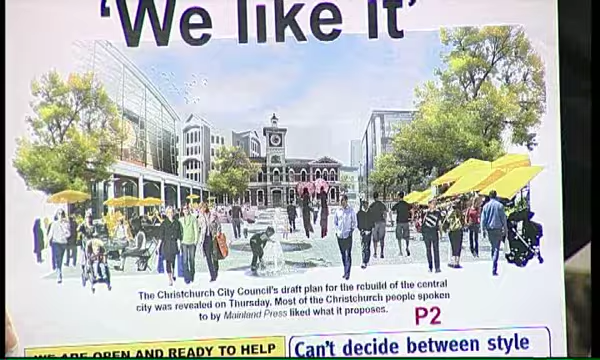 'We like it'
The Christchurch City Council's draft plan for the rebuild of the central
city was revealed on Thursday. Most of the Christchurch people spoken
to by Mainland Press liked what it proposes.
P2
WE ARE OPEN AND READY TO HELP
Can't decide between style